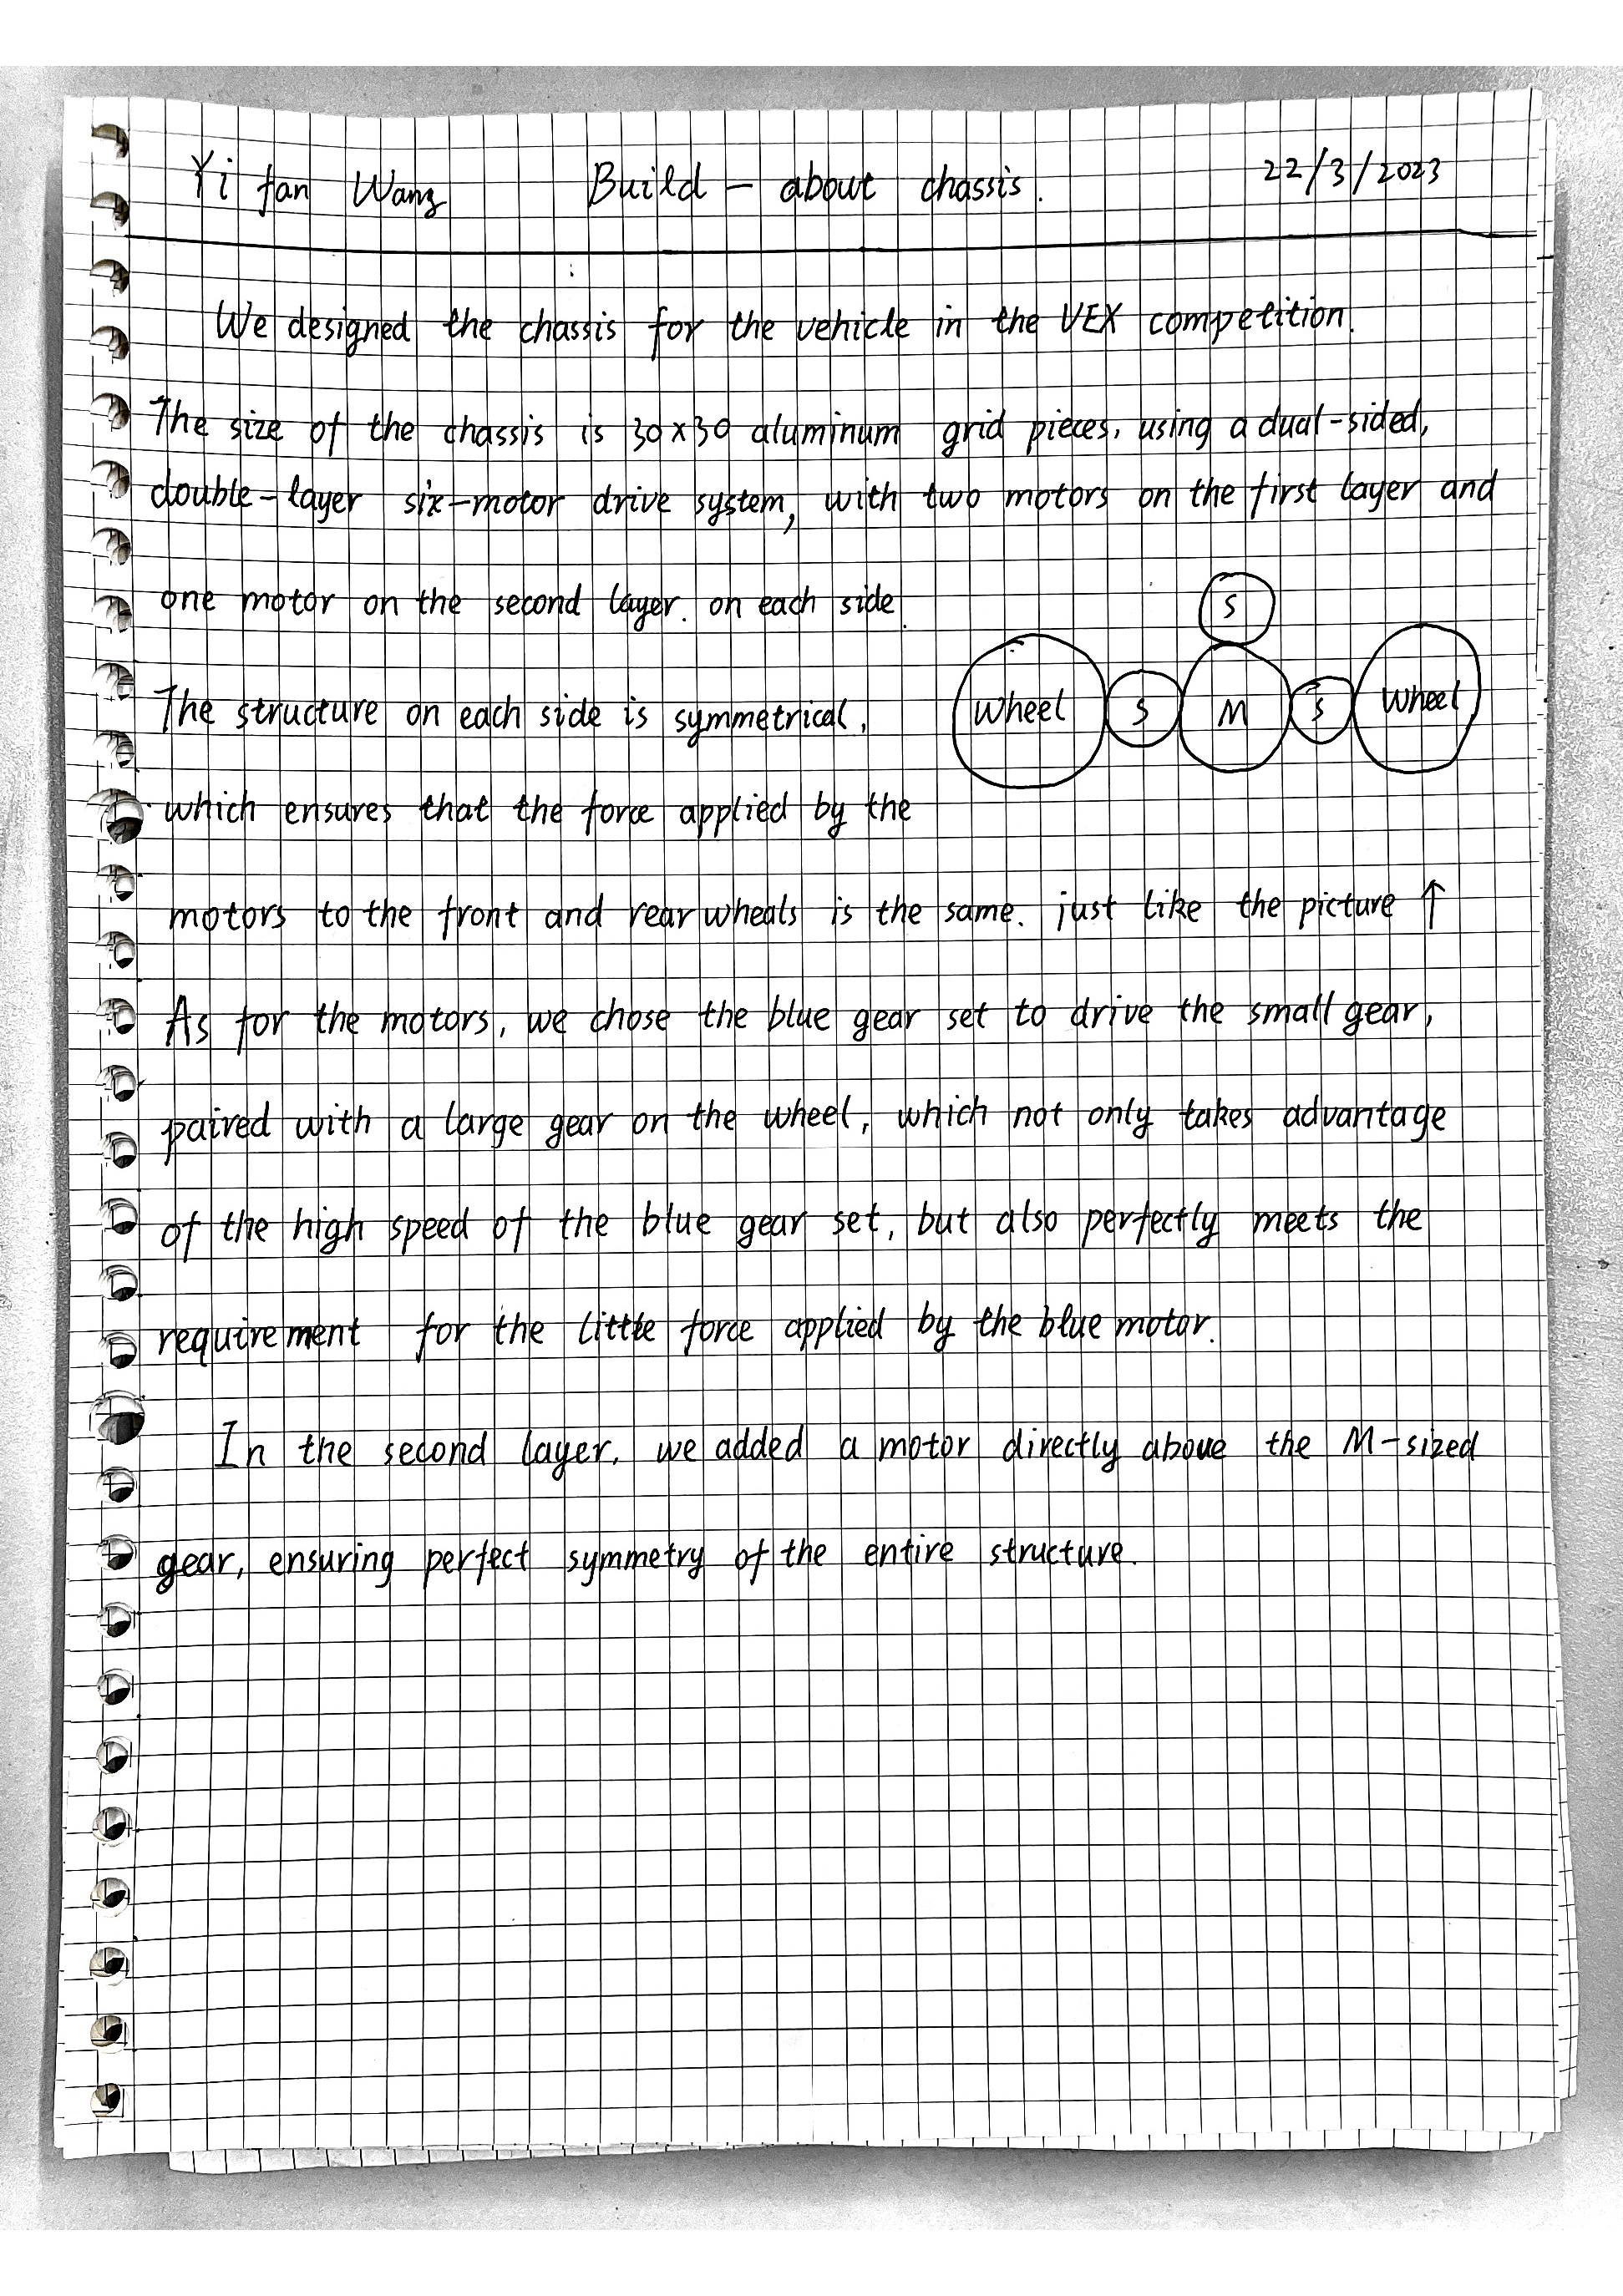 Yi fan Wang Build - about chassis. 22/3/2023
We designed the chassis for the vehicle in the VEX competition.
The size of the chassis is 30×30 aluminum grid pieces, using a dual-sided,
double-layer six-motor drive system, with two motors on the first layer and
one motor on the second layer. on each side.
S
Wheel S M S Wheel
The structure on each side is symmetrical,
which ensures that the force applied by the
motors to the front and rear wheals is the same. just like the picture ↑
As for the motors, we chose the blue gear set to drive the small gear,
paired with a large gear on the wheel, which not only takes advantage
of the high speed of the blue gear set, but also perfectly meets the
requirement for the little force applied by the blue motor.
In the second layer, we added a motor directly above the M-sized
gear, ensuring perfect symmetry of the entire structure.